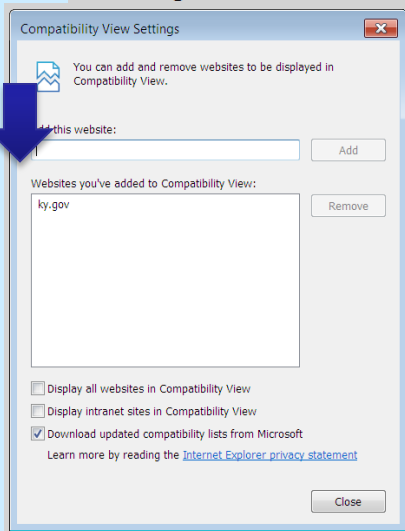 Compatibility View Settings
You can add and remove websites to be displayed in
Compatibility View.
this website:
Add
Websites you've added to Compatibility View:
ky.gov
Remove
Display all websites in Compatibility View
Display intranet sites in Compatibility View
Download updated compatibility lists from Microsoft
Learn more by reading the Internet Explorer privacy statement
Close